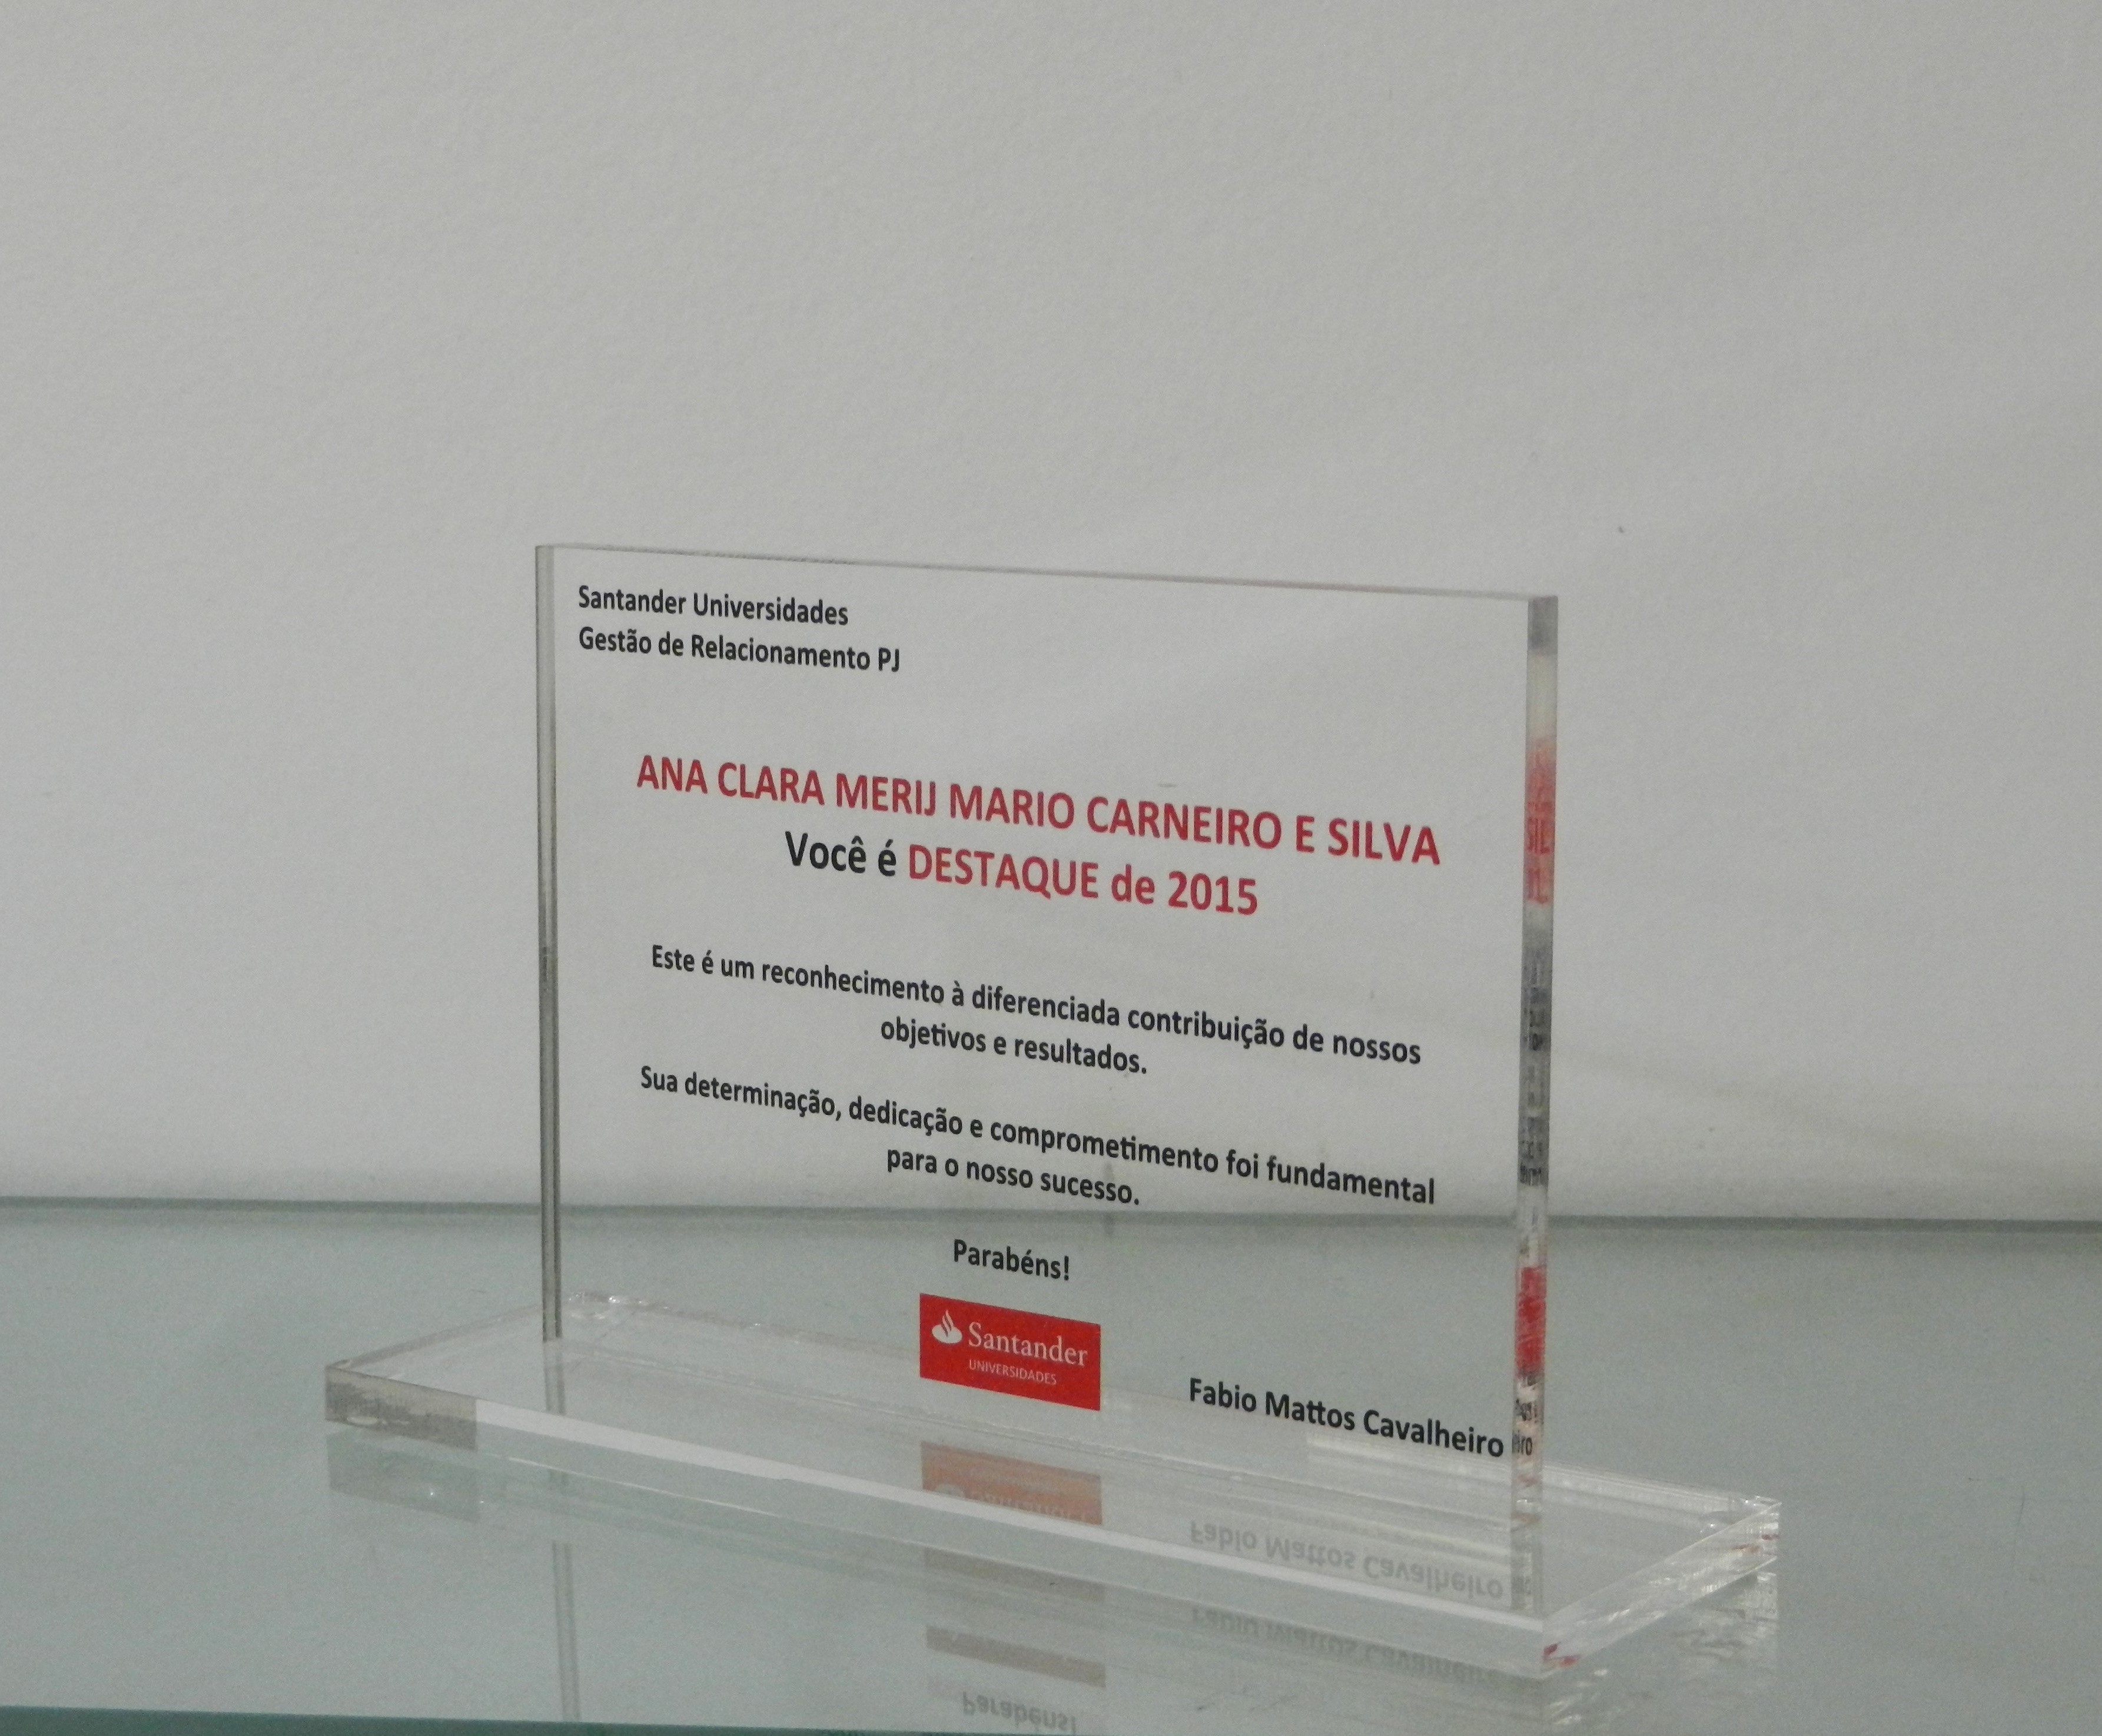 Santander Universidades
Gestão de Relacionamento PJ
ANA CLARA MERIJ MARIO CARNEIRO E SILVA
Você é DESTAQUE de 2015
Este é um reconhecimento à diferenciada contribuição de nossos
objetivos e resultados.
Sua determinação, dedicação e comprometimento foi fundamental
para o nosso sucesso.
Parabéns!
Santander
UNIVERSIDADES
Fabio Mattos Cavalheiro